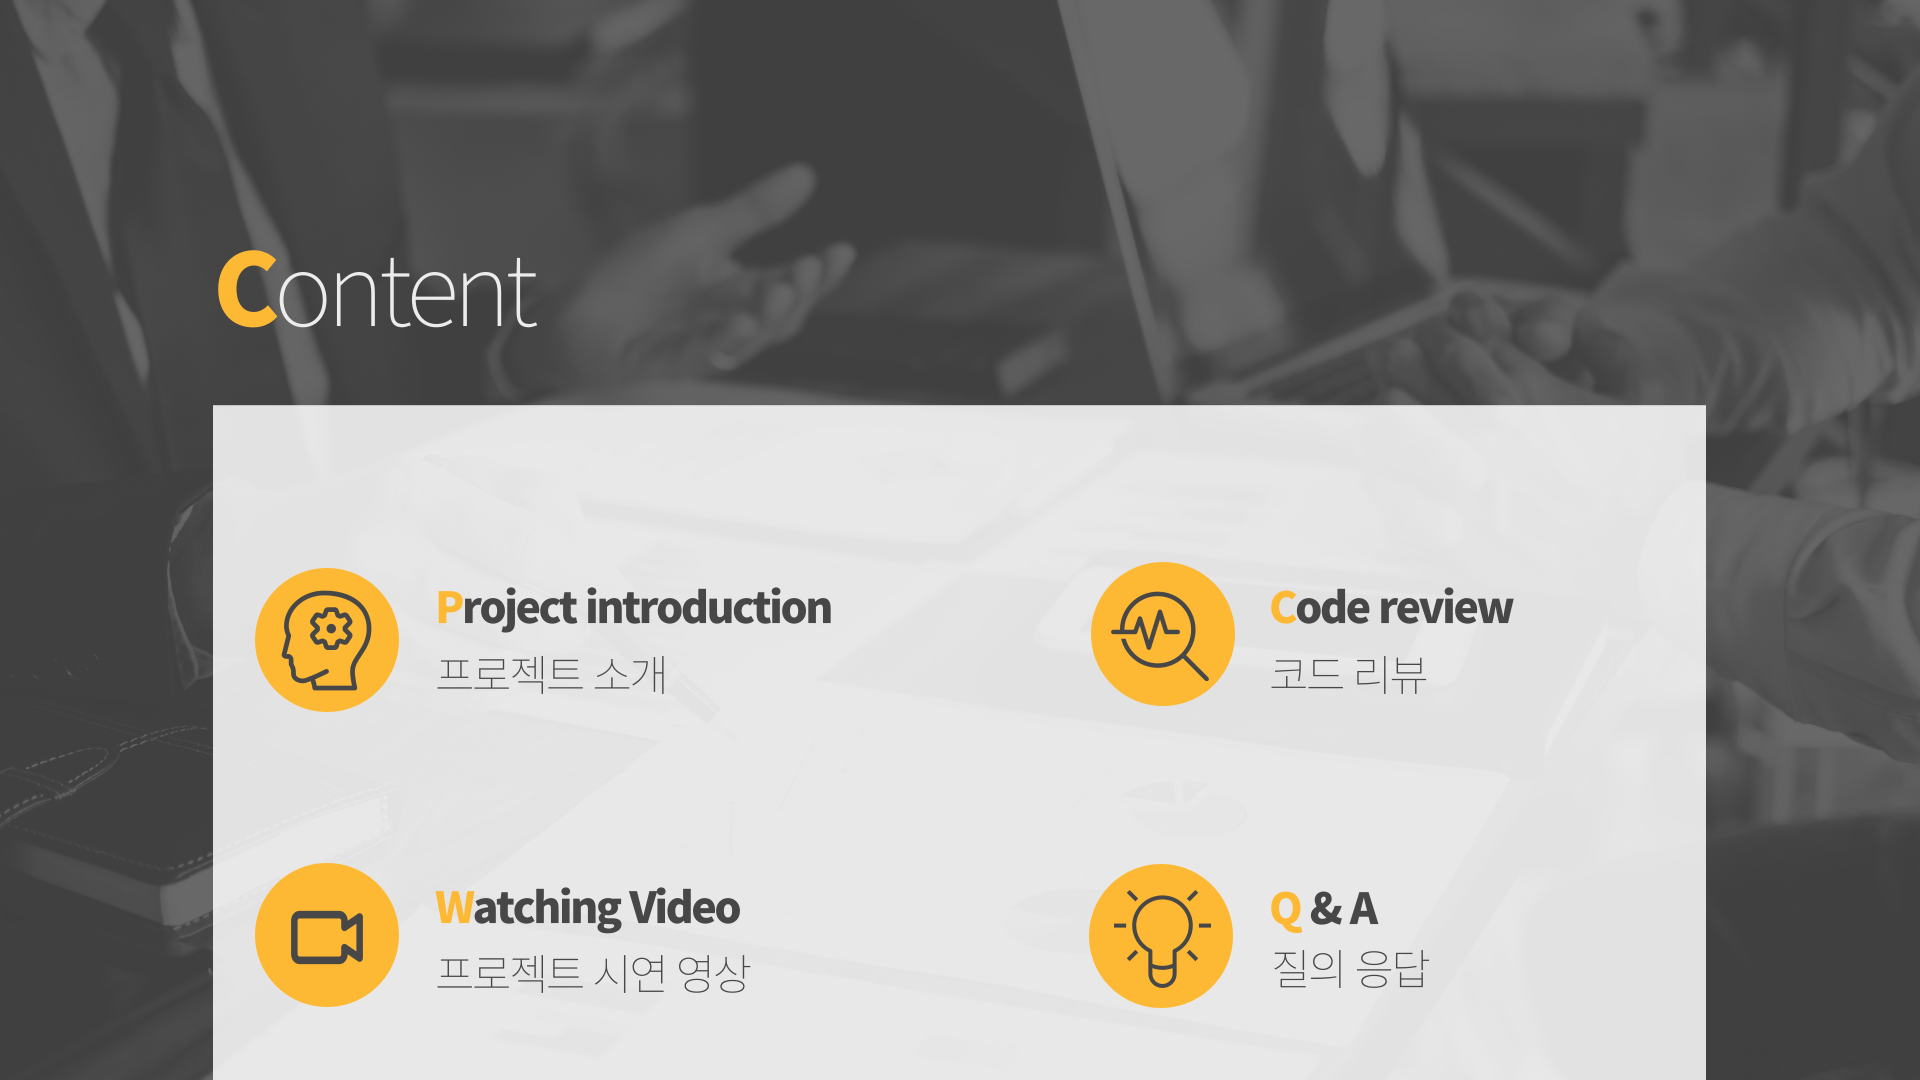 Content
Project introduction
프로젝트 소개
Code review
코드 리뷰
Watching Video
프로젝트 시연 영상
Q & A
질의 응답